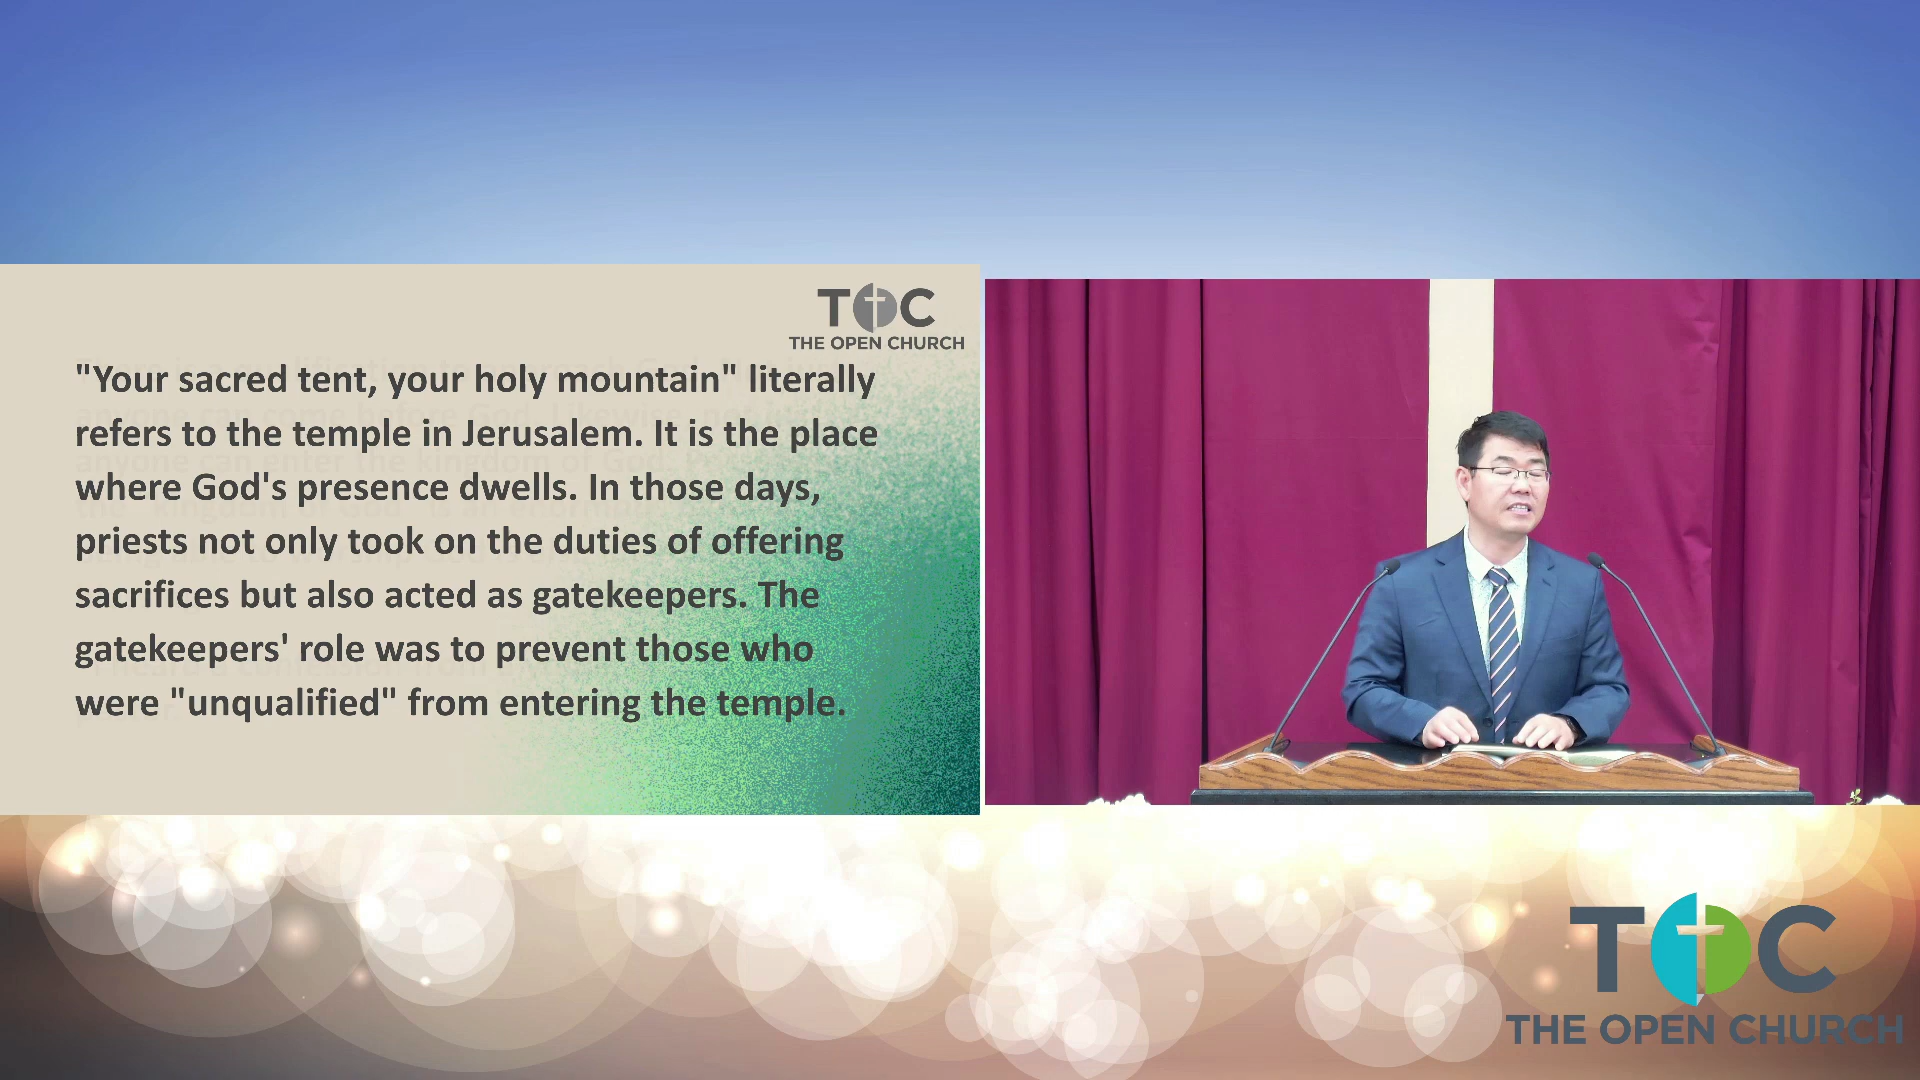 TOC
THE OPEN CHURCH
"Your sacred tent, your holy mountain" literally
refers to the temple in Jerusalem. It is the place
where God's presence dwells. In those days,
priests not only took on the duties of offering
sacrifices but also acted as gatekeepers. The
gatekeepers' role was to prevent those who
were "unqualified" from entering the temple.
TOC
THE OPEN CHURCH